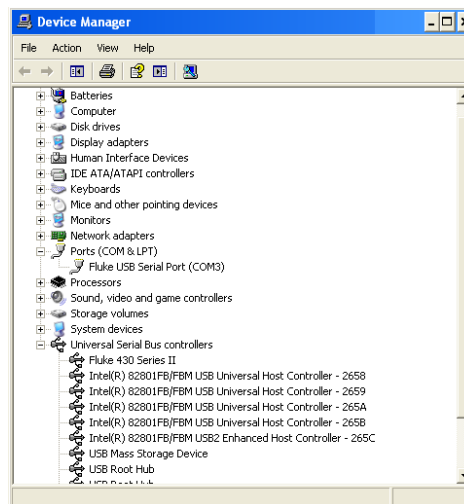 Device Manager
File Action View Help
Batteries
Computer
Disk drives
Display adapters
Human Interface Devices
IDE ATA/ATAPI controllers
Keyboards
Mice and other pointing devices
Monitors
Network adapters
Ports (COM & LPT)
Fluke USB Serial Port (COM3)
Processors
Sound, video and game controllers
Storage volumes
System devices
Universal Serial Bus controllers
Fluke 430 Series II
Intel(R) 82801FB/FBM USB Universal Host Controller - 2658
Intel(R) 82801FB/FBM USB Universal Host Controller - 2659
Intel(R) 82801FB/FBM USB Universal Host Controller - 265A
Intel(R) 82801FB/FBM USB Universal Host Controller - 265B
Intel(R) 82801FB/FBM USB2 Enhanced Host Controller - 265C
USB Mass Storage Device
USB Root Hub
USB Root Hub